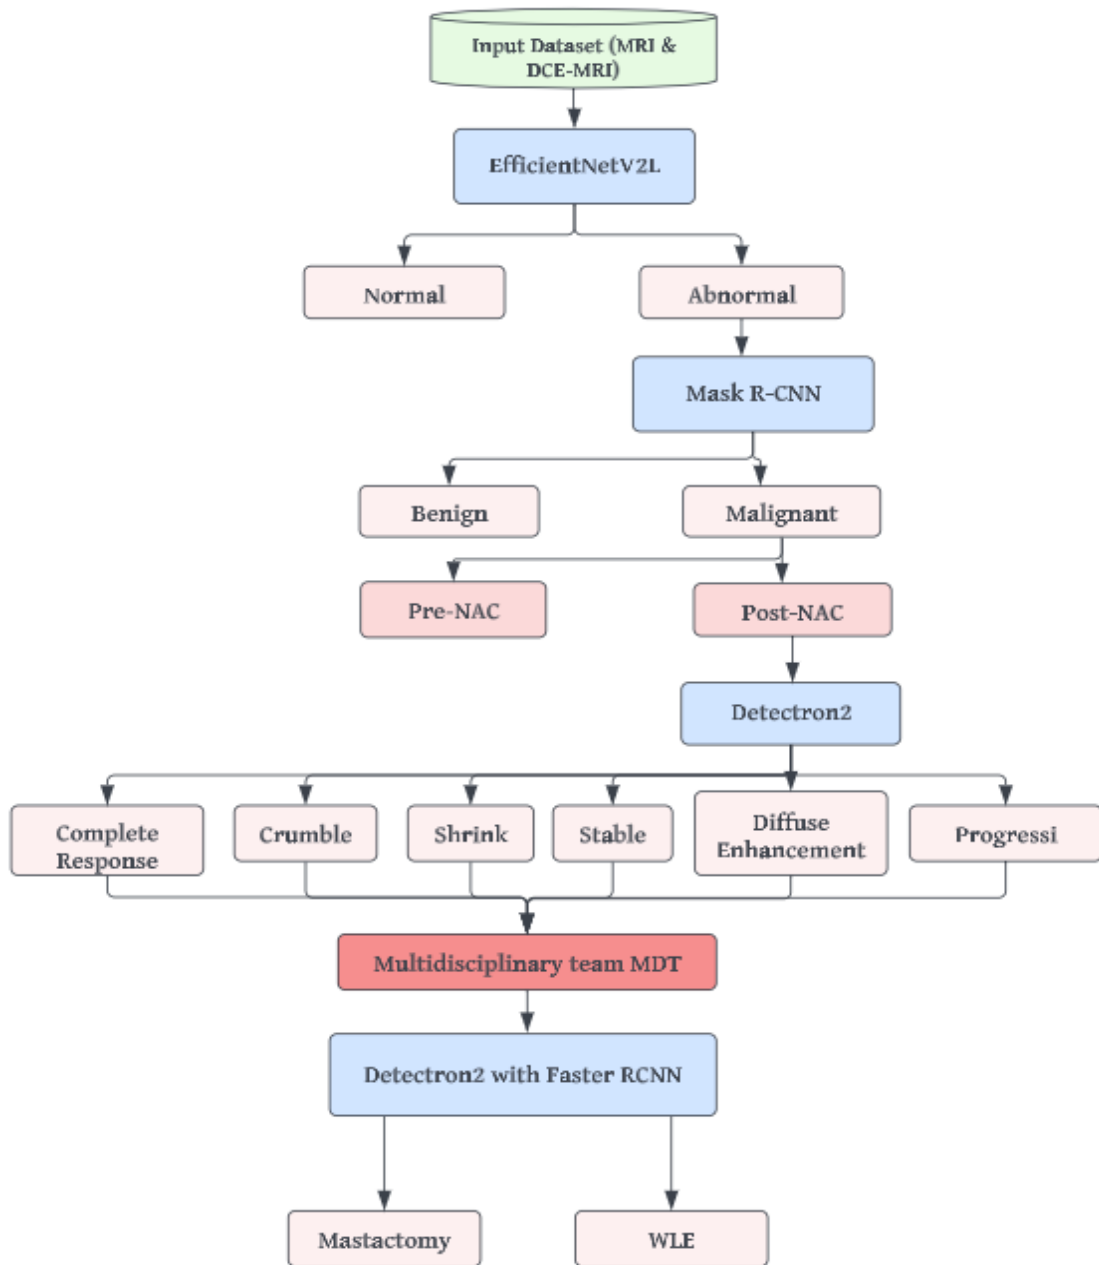 Input Dataset (MRI &
DCE-MRI)
EfficientNetV2L
Normal
Abnormal
Mask R-CNN
Benign
Malignant
Pre-NAC
Post-NAC
Detectron2
Complete
Response
Crumble
Shrink
Stable
Diffuse
Enhancement
Progressi
Multidisciplinary team MDT
Detectron2 with Faster RCNN
Mastactomy
WLE